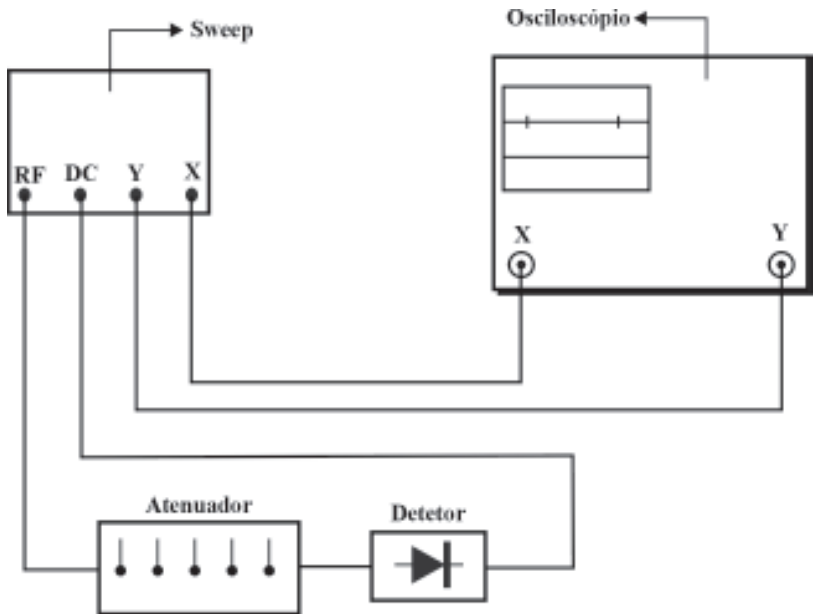 Sweep
Osciloscópio
RF DC Y X
X Y
Atenuador
Detetor